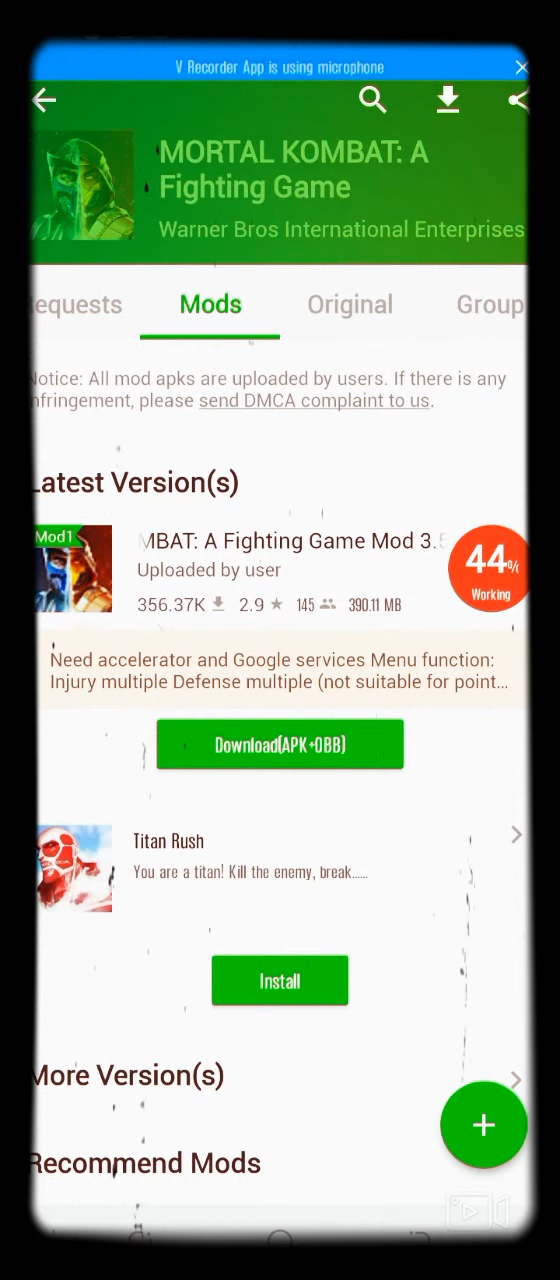 V Recorder App is using microphone
MORTAL KOMBAT: A
Fighting Game
Warner Bros International Enterprises
equests Mods Original Group
Notice: All mod apks are uploaded by users. If there is any
nfringement, please send DMCA complaint to us.
Latest Version(s)
Mod1
MBAT: A Fighting Game Mod 3.5
Uploaded by user
44%
Working
356.37K 2.9 145 390.11 MB
Need accelerator and Google services Menu function:
Injury multiple Defense multiple (not suitable for point...
Download(APK+OBB)
Titan Rush
You are a titan! Kill the enemy, break......
Install
More Version(s)
+
Recommend Mods